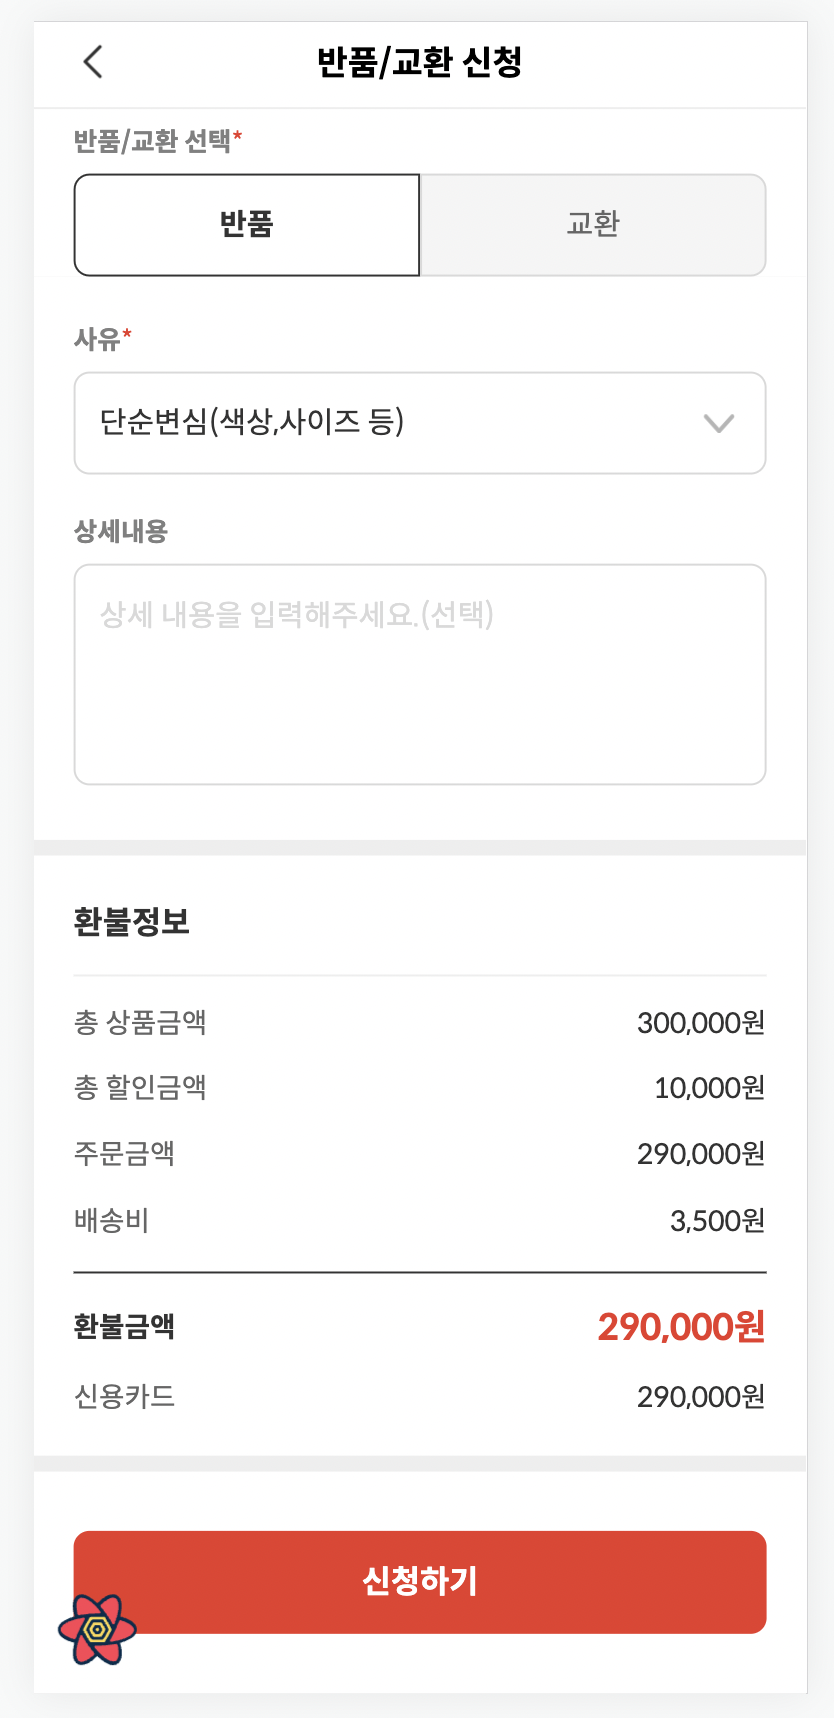 반품/교환 신청
반품/교환 선택*
반품 교환
사유*
단순변심(색상,사이즈 등)
상세내용
상세 내용을 입력해주세요.(선택)
환불정보
총 상품금액 300,000원
총 할인금액 10,000원
주문금액 290,000원
배송비 3,500원
환불금액 290,000원
신용카드 290,000원
신청하기